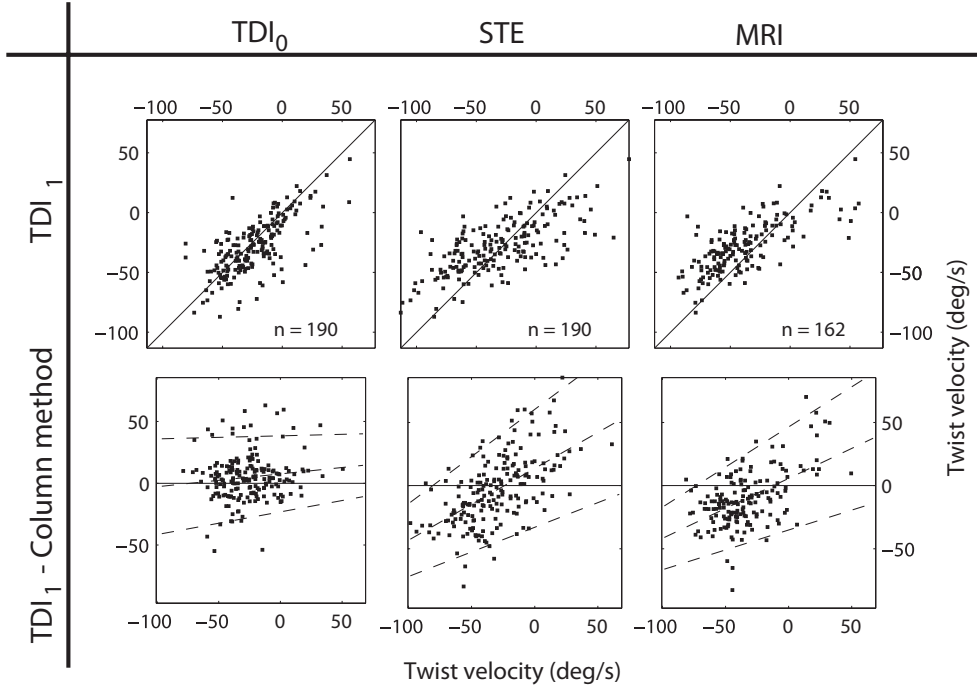 TDI0 STE MRI
−100 −50 0 50 −100 −50 0 50 −100 −50 0 50
TDI 1
50 50
0 0
−50 −50
−100 −100
n = 190 n = 190 n = 162
Twist velocity (deg/s)
TDI1 - Column method
50 50
0 0
−50 −50
−100 −50 0 50 −100 −50 0 50 −100 −50 0 50
Twist velocity (deg/s)